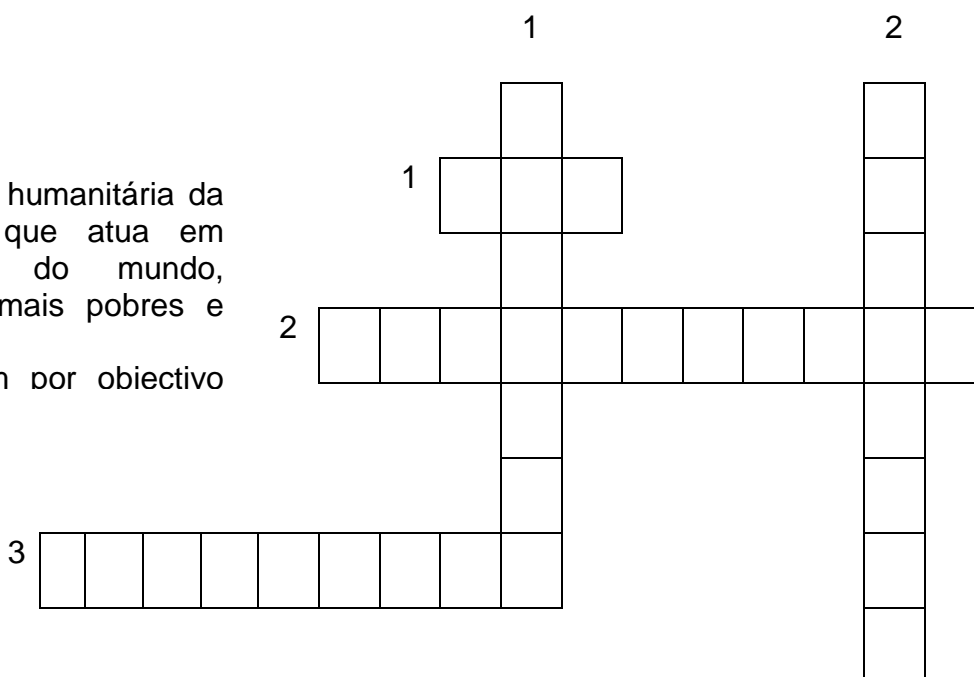 1 2
humanitária da
1
que atua em
do mundo,
mais pobres e
2
por objectivo
3